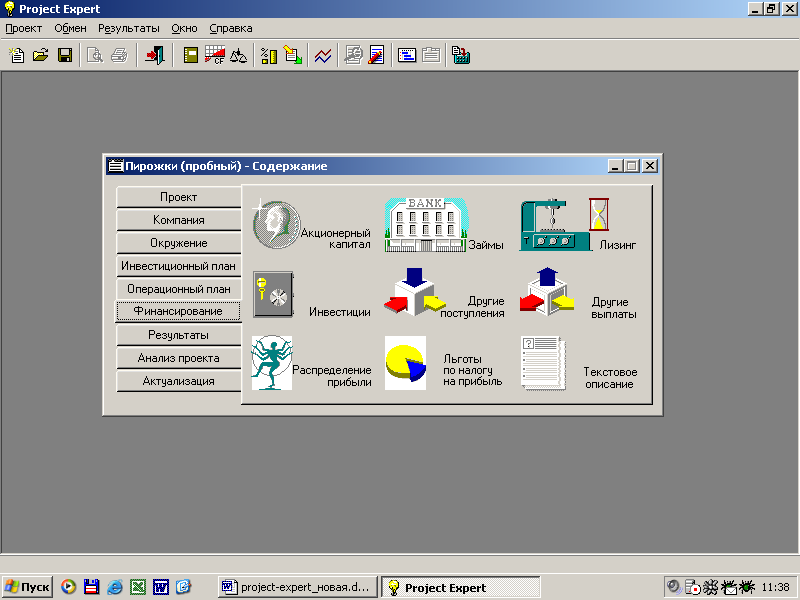 Project Expert
Проект Обмен Результаты Окно Справка
CF
Пирожки (пробный) - Содержание
Проект
Компания
Окружение
Инвестиционный план
Операционный план
Финансирование
Результаты
Анализ проекта
Актуализация
Акционерный
капитал
BANK
Займы
Лизинг
Инвестиции
Другие
поступления
Другие
выплаты
Распределение
прибыли
Льготы
по налогу
на прибыль
Текстовое
описание
Пуск
project-expert_новая.d...
Project Expert
11:38